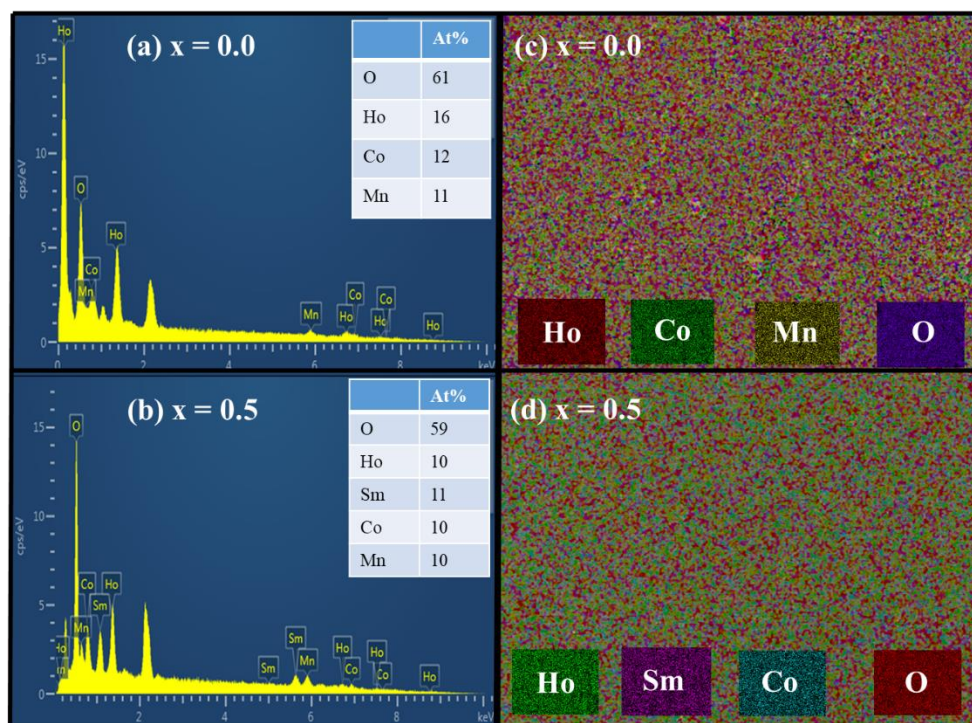 (a) x = 0.0
Ho
15
10
5
0
cps/eV
O
Co
Mn
Ho
Mn
Ho
Co
Ho
Co
Ho
0
2
4
6
8
keV
At%
O 61
Ho 16
Co 12
Mn 11
(c) x = 0.0
Ho Co Mn O
(b) x = 0.5
O
15
10
5
0
cps/eV
Co
Mn
Ho
Sm
Ho
Sm
Sm
Mn
Ho
Co
Ho
Co
Ho
2
4
6
8
keV
At%
O 59
Ho 10
Sm 11
Co 10
Mn 10
(d) x = 0.5
Ho Sm Co O